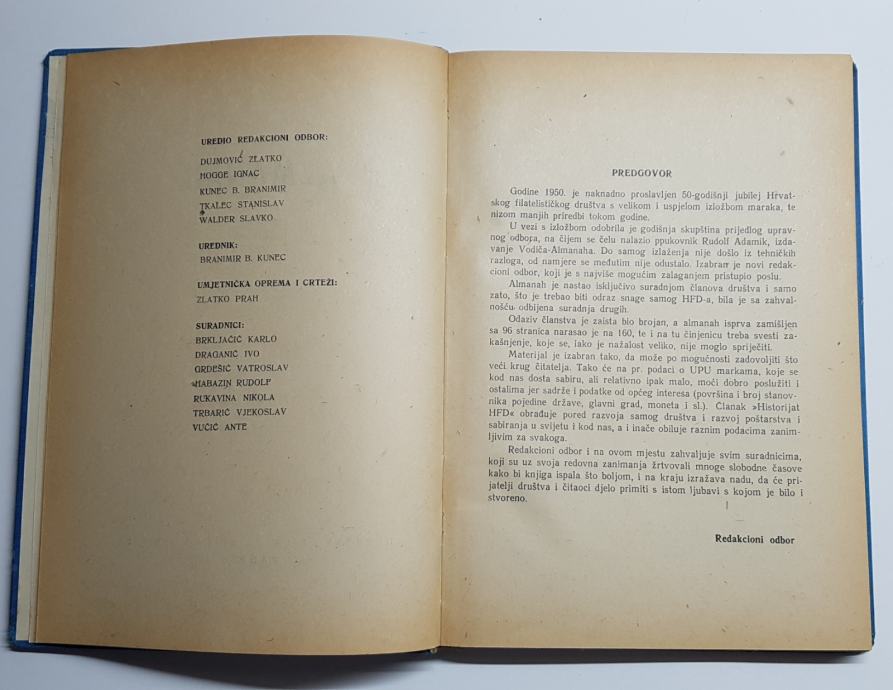 UREDIO REDAKCIONI ODBOR:
DUJMOVIĆ ZLATKO
HOGGE IGNAC
KUNEC B. BRANIMIR
TKALEC STANISLAV
WALDER SLAVKO
UREDNIK:
BRANIMIR B. KUNEC
UMJETNIČKA OPREMA I CRTEŽI:
ZLATKO PRAH
SURADNICI:
BRKLJAČIĆ KARLO
DRAGANIĆ IVO
GRDEŠIĆ VATROSLAV
HABAZIN RUDOLF
RUKAVINA NIKOLA
TRBARIĆ VJEKOSLAV
VUČIĆ ANTE
PREDGOVOR
Godine 1950. je naknadno proslavljen 50-godišnji jubilej Hrvat-
skog filatelističkog društva s velikom i uspjelom izložbom maraka, te
nizom manjih priredbi tokom godine.
U vezi s izložbom odobrila je godišnja skupština prijedlog uprav-
nog odbora, na čijem se čelu nalazio ppukovnik Rudolf Adamik, izda-
vanje Vodiča-Almanaha. Do samog izlaženja nije došlo iz tehničkih
razloga, od namjere se međutim nije odustalo. Izabran je novi redak-
cioni odbor, koji je s najviše mogućim zalaganjem pristupio poslu.
Almanah je nastao isključivo suradnjom članova društva i samo
zato, što je trebao biti odraz snage samog HFD-a, bila je sa zahval-
nošću odbijena suradnja drugih.
Odaziv članstva je zaista bio brojan, a almanah isprva zamišljen
sa 96 stranica narasao je na 160, te i na tu činjenicu treba svesti za-
kašnjenje, koje se, iako je nažalost veliko, nije moglo spriječiti.
Materijal je izabran tako, da može po mogućnosti zadovoljiti što
veći krug čitatelja. Tako će na pr. podaci o UPU markama, koje se
kod nas dosta sabiru, ali relativno ipak malo, moći dobro poslužiti i
ostalima jer sadrže i podatke od općeg interesa (površina i broj stanov-
nika pojedine države, glavni grad, moneta i sl.). Članak »Historijat
HFD« obrađuje pored razvoja samog društva i razvoj poštarstva i
sabiranja u svijetu i kod nas, a i inače obiluje raznim podacima zanim-
ljivim za svakoga.
Redakcioni odbor i na ovom mjestu zahvaljuje svim suradnicima,
koji su uz svoja redovna zanimanja žrtvovali mnoge slobodne časove
kako bi knjiga ispala što boljom, i na kraju izražava nadu, da će pri-
jatelji društva i čitaoci djelo primiti s istom ljubavi s kojom je bilo i
stvoreno.
Redakcioni odbor